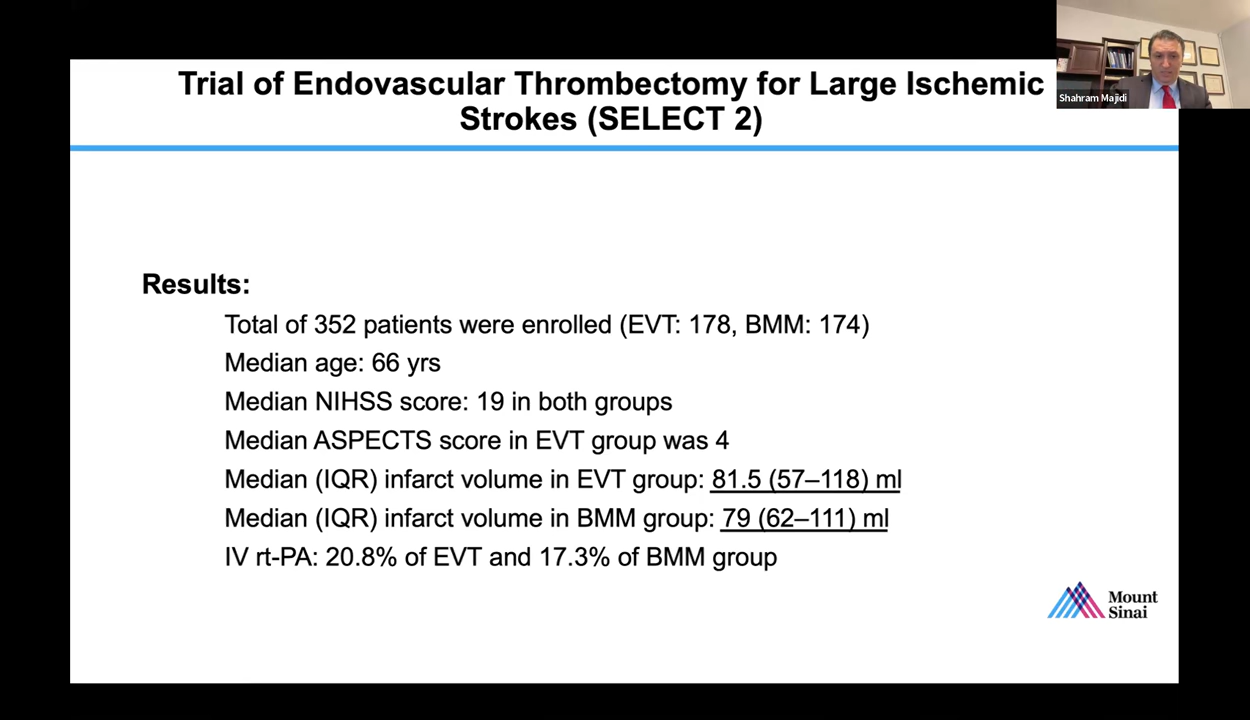 Trial of Endovascular Thrombectomy for Large Ischemic
Strokes (SELECT 2)
Shahram Majidi
Results:
Total of 352 patients were enrolled (EVT: 178, BMM: 174)
Median age: 66 yrs
Median NIHSS score: 19 in both groups
Median ASPECTS score in EVT group was 4
Median (IQR) infarct volume in EVT group: 81.5 (57–118) ml
Median (IQR) infarct volume in BMM group: 79 (62–111) ml
IV rt-PA: 20.8% of EVT and 17.3% of BMM group
Mount
Sinai